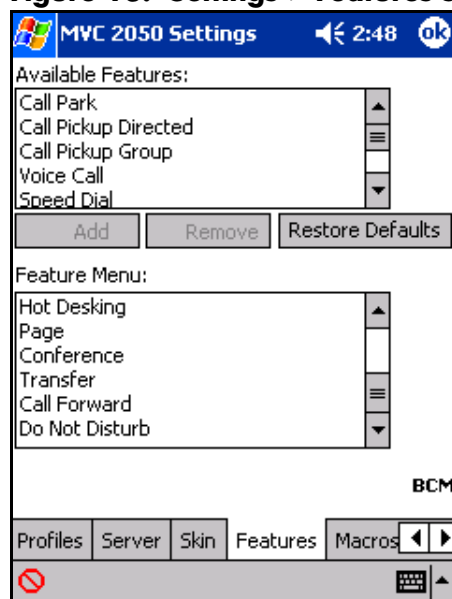 MVC 2050 Settings 2:48 ok
Available Features:
Call Park
Call Pickup Directed
Call Pickup Group
Voice Call
Speed Dial
Add Remove Restore Defaults
Feature Menu:
Hot Desking
Page
Conference
Transfer
Call Forward
Do Not Disturb
BCM
Profiles Server Skin Features Macros